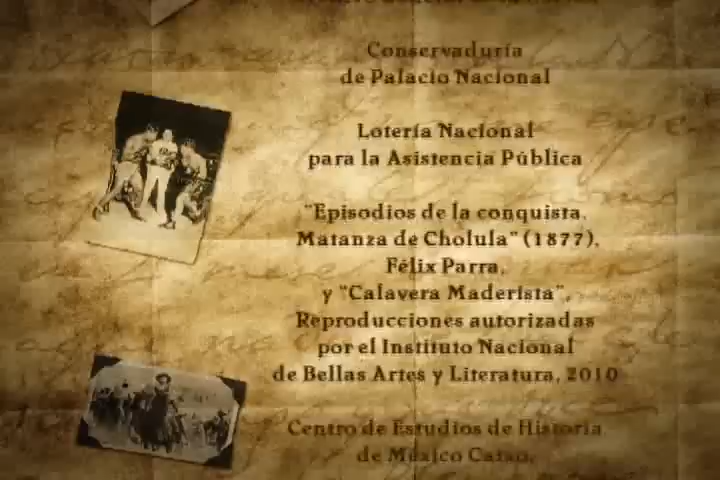 Conservaduría
de Palacio Nacional
Lotería Nacional
para la Asistencia Pública
"Episodios de la conquista.
Matanza de Cholula" (1877),
Félix Parra,
y "Calavera Maderista",
Reproducciones autorizadas
por el Instituto Nacional
de Bellas Artes y Literatura, 2010
Centro de Estudios de Historia
de México Carso,